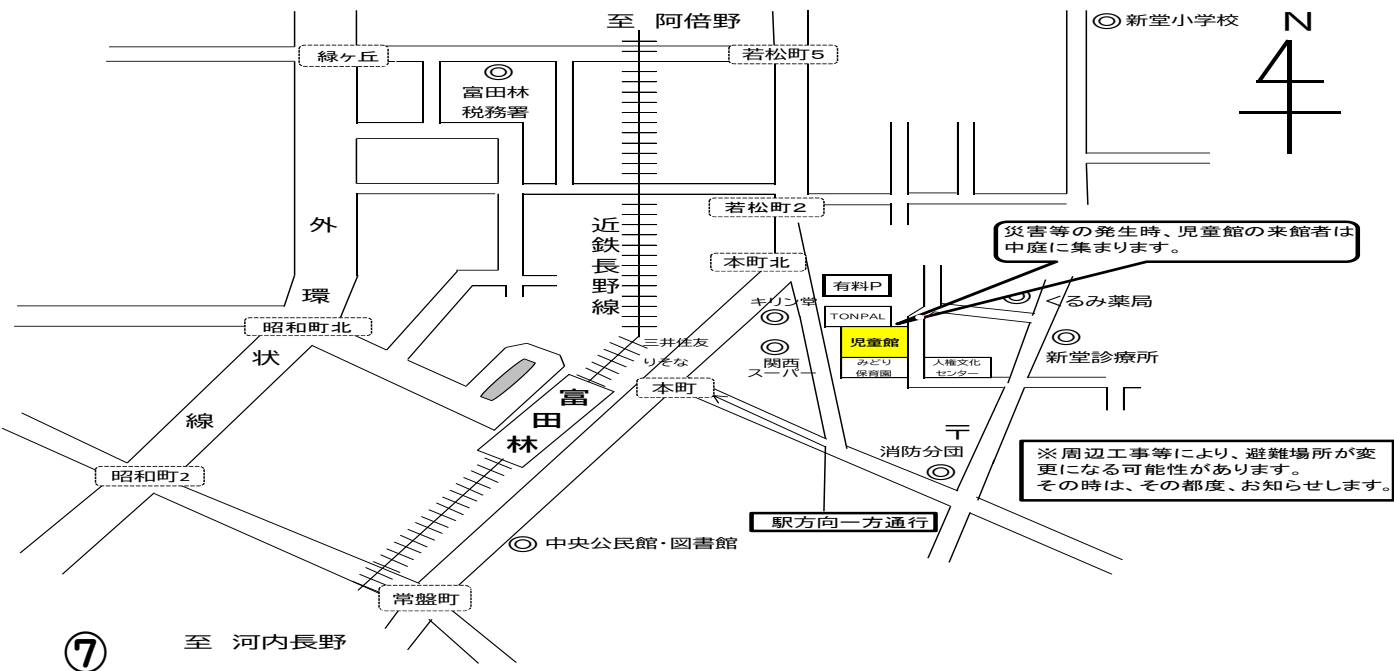 至 阿倍野
新堂小学校
N
緑ヶ丘
若松町5
富田林
税務署
若松町2
外
環
状
線
近
鉄
長
野
線
災害等の発生時、児童館の来館者は
中庭に集まります。
本町北
有料P
キリン堂
TONPAL
くるみ薬局
昭和町北
児童館
三井住友
りそな
新堂診療所
関西
スーパー
みどり
保育園
人権文化
センター
本町
富
田
林
〒
消防分団
※周辺工事等により、避難場所が変
更になる可能性があります。
その時は、その都度、お知らせします。
昭和町2
駅方向一方通行
中央公民館・図書館
常盤町
至 河内長野
⑦